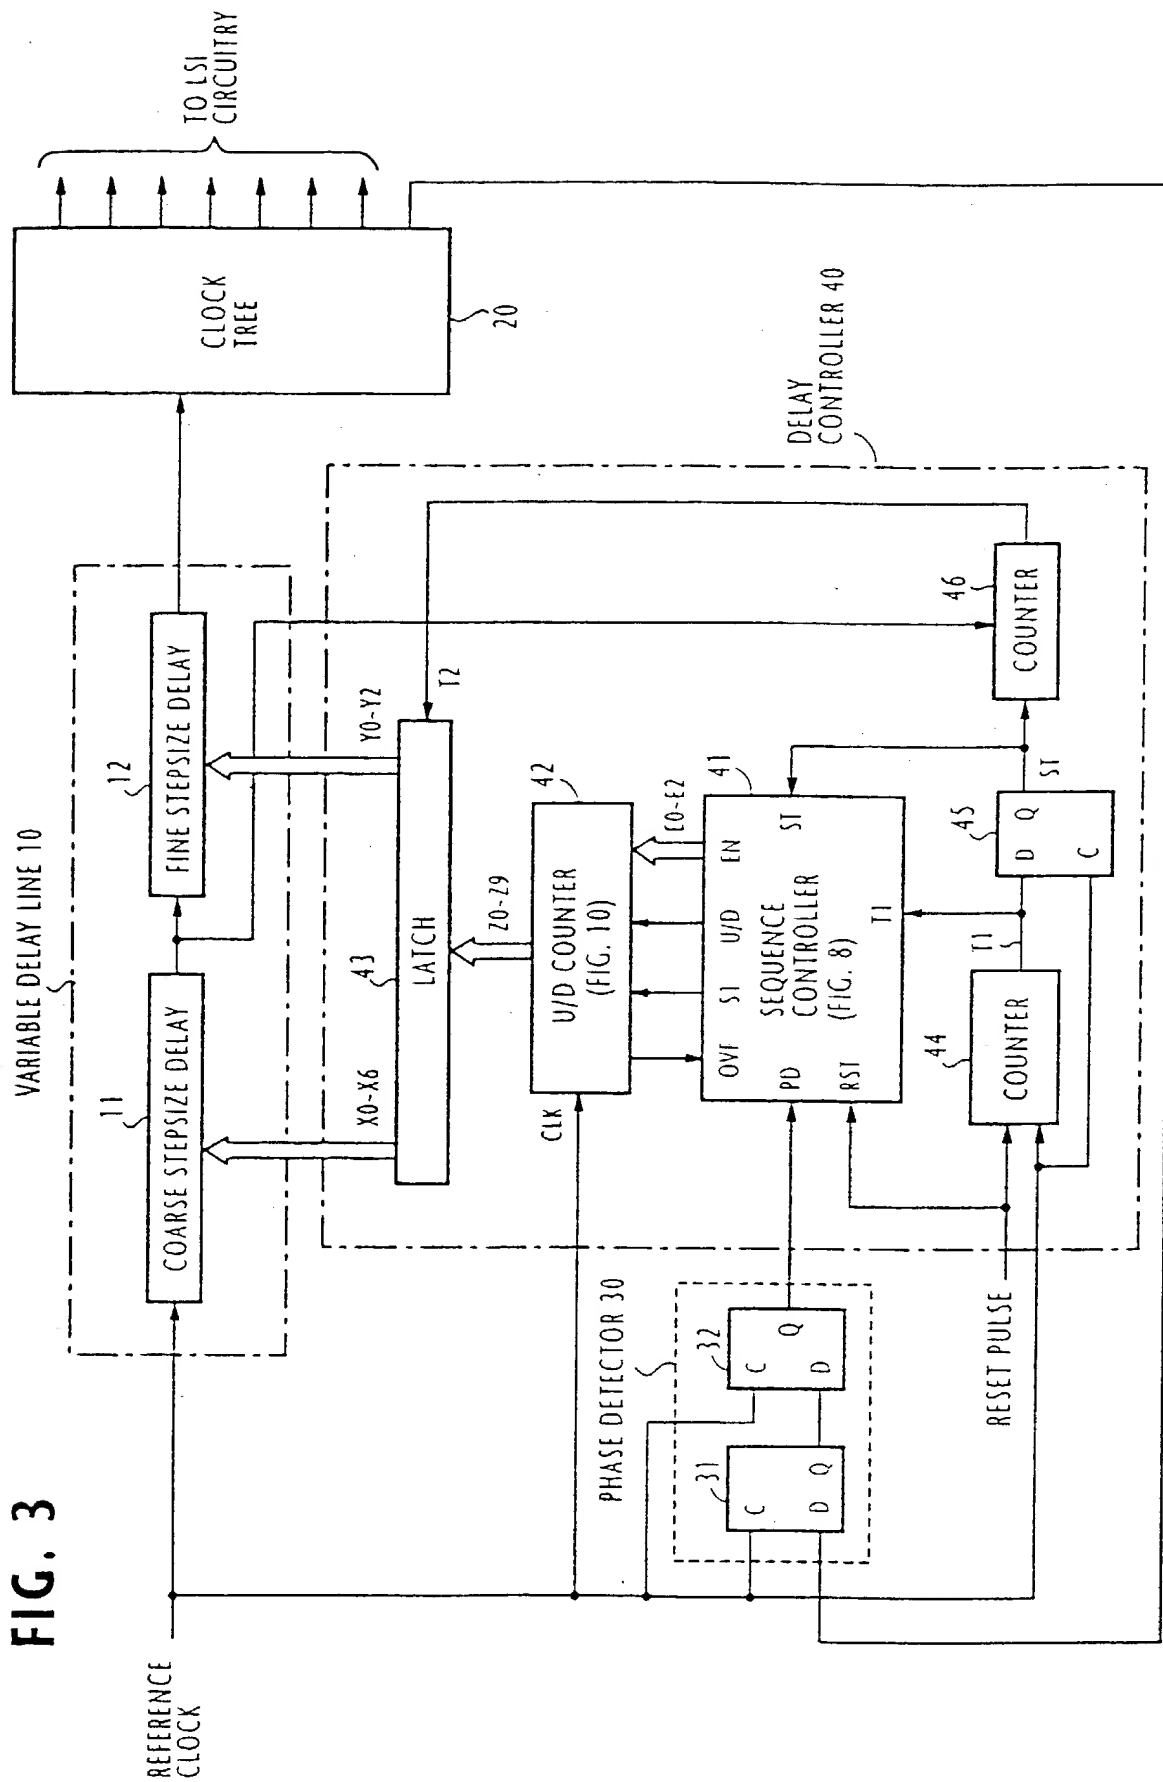 FIG. 3
REFERENCE
CLOCK
VARIABLE DELAY LINE 10
11
COARSE STEPSIZE DELAY
12
FINE STEPSIZE DELAY
CLOCK
TREE
20
TO LSI
CIRCUITRY
X0~X6
Y0~Y2
43
LATCH
T2
DELAY
CONTROLLER 40
CLK
Z0~Z9
42
U/D COUNTER
(FIG. 10)
E0~E2
41
OVF
S1
U/D
EN
PD
SEQUENCE
CONTROLLER
(FIG. 8)
ST
RST
T1
PHASE DETECTOR 30
31
C
D
Q
32
C
D
Q
RESET PULSE
44
COUNTER
T1
45
D
Q
C
ST
46
COUNTER